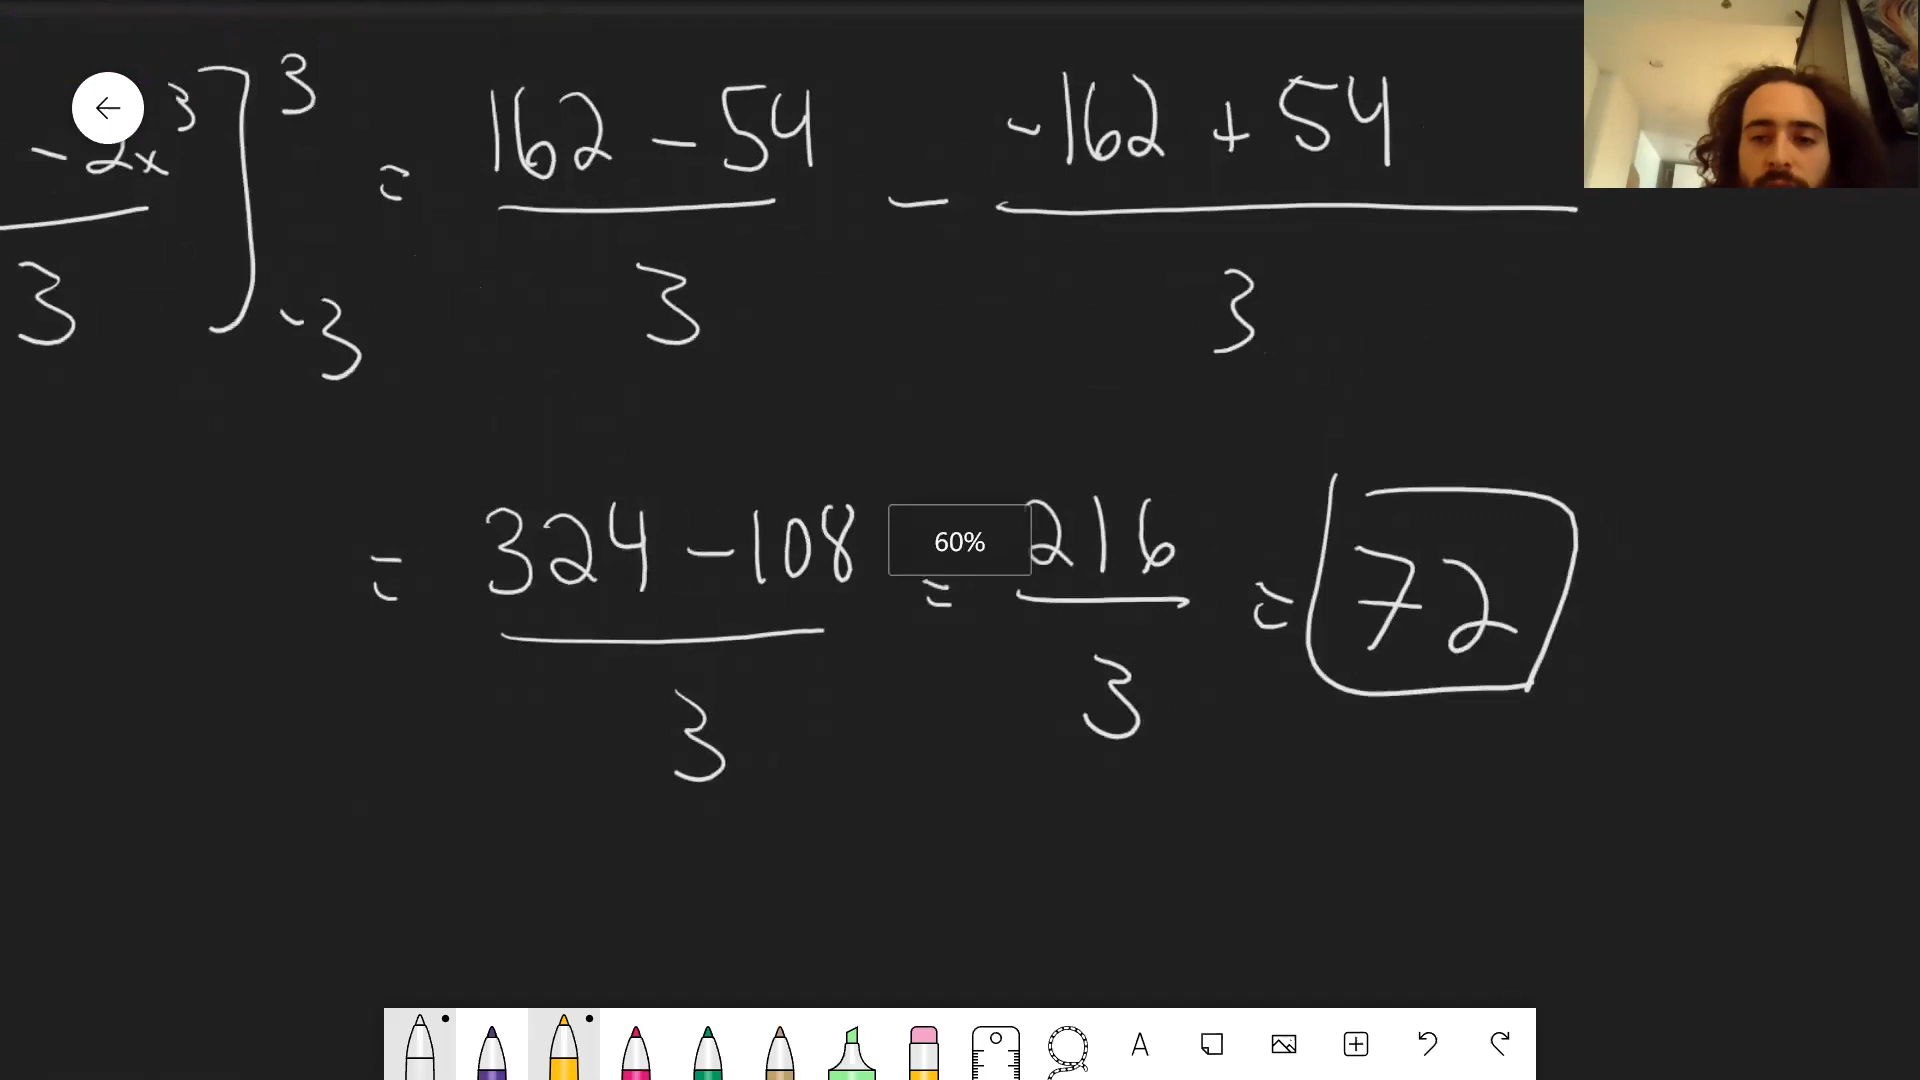 - 2x³ / 3 ]³₋₃ = 162 - 54 / 3 - -162 + 54 / 3
= 324 - 108 / 3 = 216 / 3 = 72
60%
A